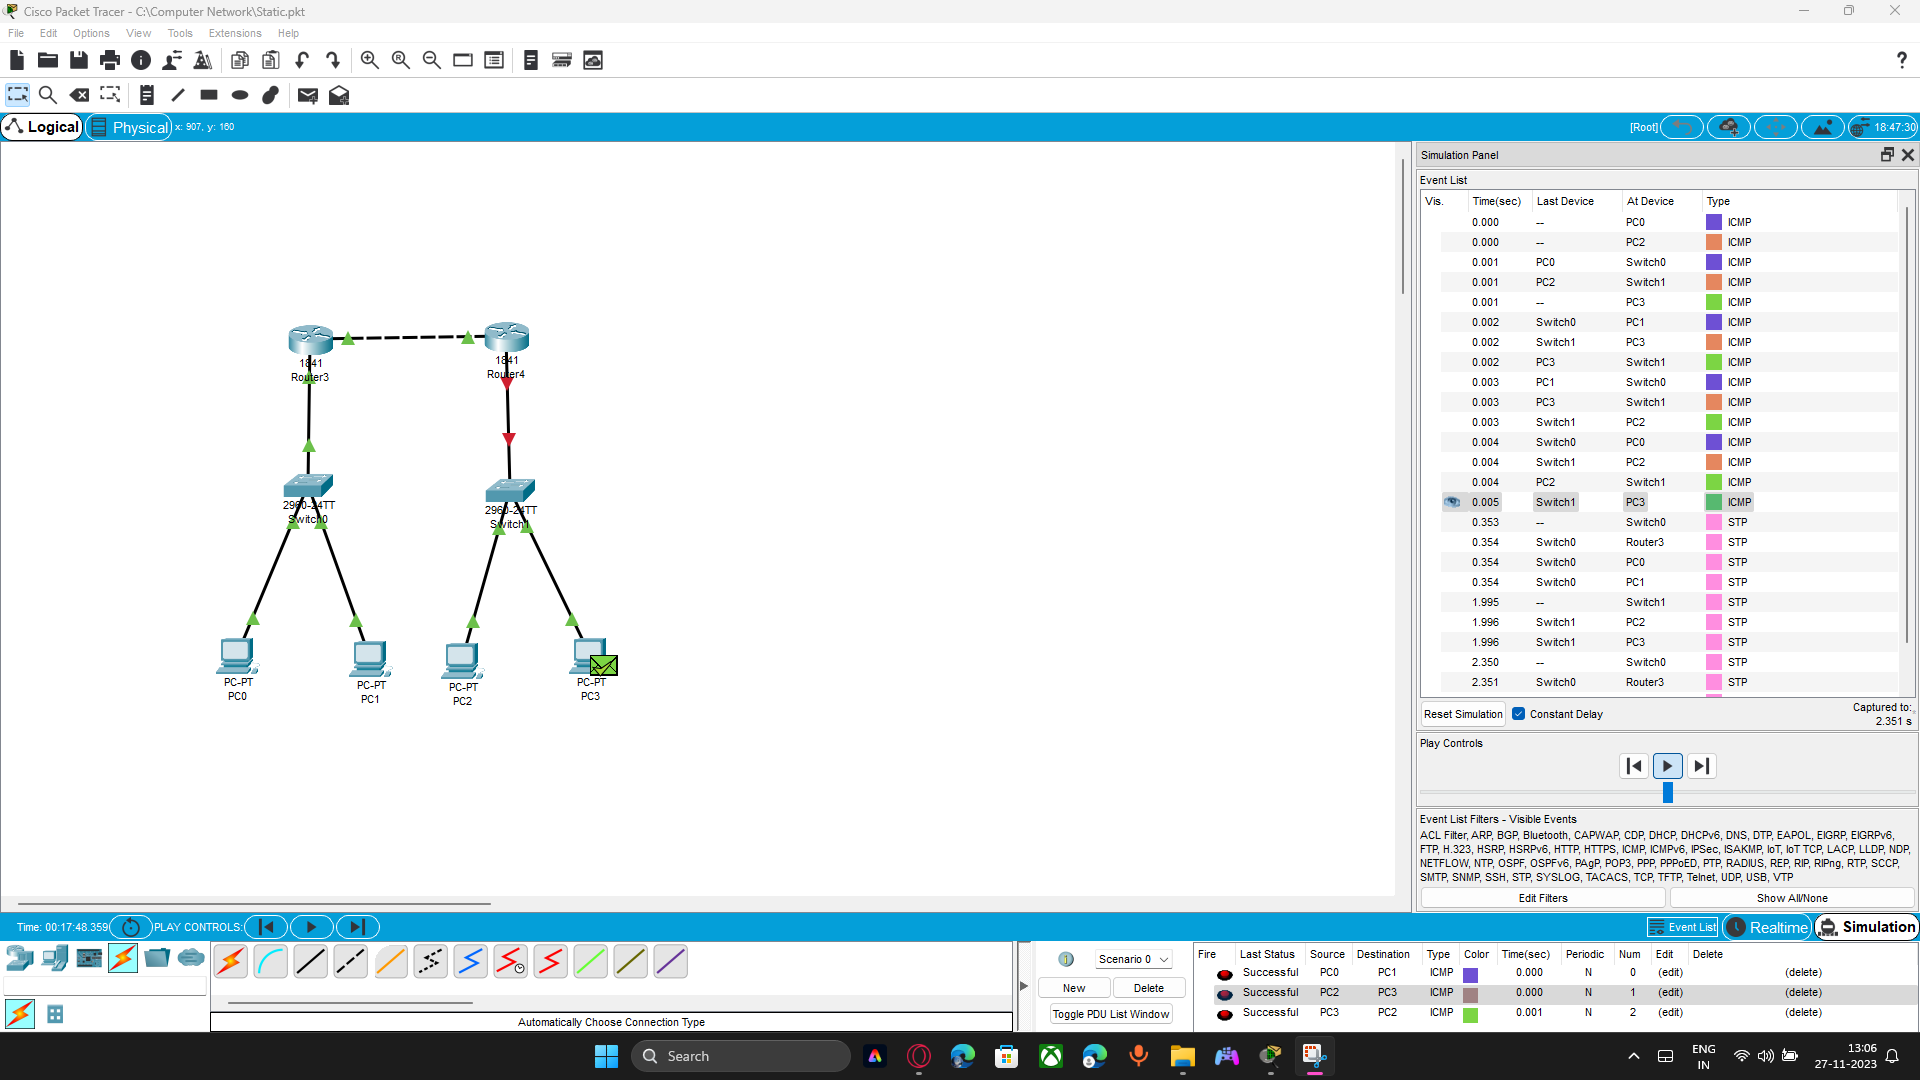 Cisco Packet Tracer - C:\Computer Network\Static.pkt
File Edit Options View Tools Extensions Help
Logical Physical x: 907, y: 160 [Root] 18:47:30
Simulation Panel
Event List
Vis. Time(sec) Last Device At Device Type
0.000 -- PC0 ICMP
0.000 -- PC2 ICMP
0.001 PC0 Switch0 ICMP
0.001 PC2 Switch1 ICMP
0.001 -- PC3 ICMP
0.002 Switch0 PC1 ICMP
0.002 Switch1 PC3 ICMP
0.002 PC3 Switch1 ICMP
0.003 PC1 Switch0 ICMP
0.003 PC3 Switch1 ICMP
0.003 Switch1 PC2 ICMP
0.004 Switch0 PC0 ICMP
0.004 Switch1 PC2 ICMP
0.004 PC2 Switch1 ICMP
0.005 Switch1 PC3 ICMP
0.353 -- Switch0 STP
0.354 Switch0 Router3 STP
0.354 Switch0 PC0 STP
0.354 Switch0 PC1 STP
1.995 -- Switch1 STP
1.996 Switch1 PC2 STP
1.996 Switch1 PC3 STP
2.350 -- Switch0 STP
2.351 Switch0 Router3 STP
Reset Simulation Constant Delay Captured to:
2.351 s
Play Controls
Event List Filters - Visible Events
ACL Filter, ARP, BGP, Bluetooth, CAPWAP, CDP, DHCP, DHCPv6, DNS, DTP, EAPOL, EIGRP, EIGRPv6,
FTP, H.323, HSRP, HSRPv6, HTTP, HTTPS, ICMP, ICMPv6, IPSec, ISAKMP, IoT, IoT TCP, LACP, LLDP, NDP,
NETFLOW, NTP, OSPF, OSPFv6, PAgP, POP3, PPP, PPPoED, PTP, RADIUS, REP, RIP, RIPng, RTP, SCCP,
SMTP, SNMP, SSH, STP, SYSLOG, TACACS, TCP, TFTP, Telnet, UDP, USB, VTP
Edit Filters Show All/None
1841
Router3
1841
Router4
2960-24TT
Switch0
2960-24TT
Switch1
PC-PT
PC0
PC-PT
PC1
PC-PT
PC2
PC-PT
PC3
Time: 00:17:48.359 PLAY CONTROLS: Event List Realtime Simulation
Automatically Choose Connection Type
Scenario 0
New Delete
Toggle PDU List Window
Fire Last Status Source Destination Type Color Time(sec) Periodic Num Edit Delete
Successful PC0 PC1 ICMP 0.000 N 0 (edit) (delete)
Successful PC2 PC3 ICMP 0.000 N 1 (edit) (delete)
Successful PC3 PC2 ICMP 0.001 N 2 (edit) (delete)
Search
ENG
IN
13:06
27-11-2023